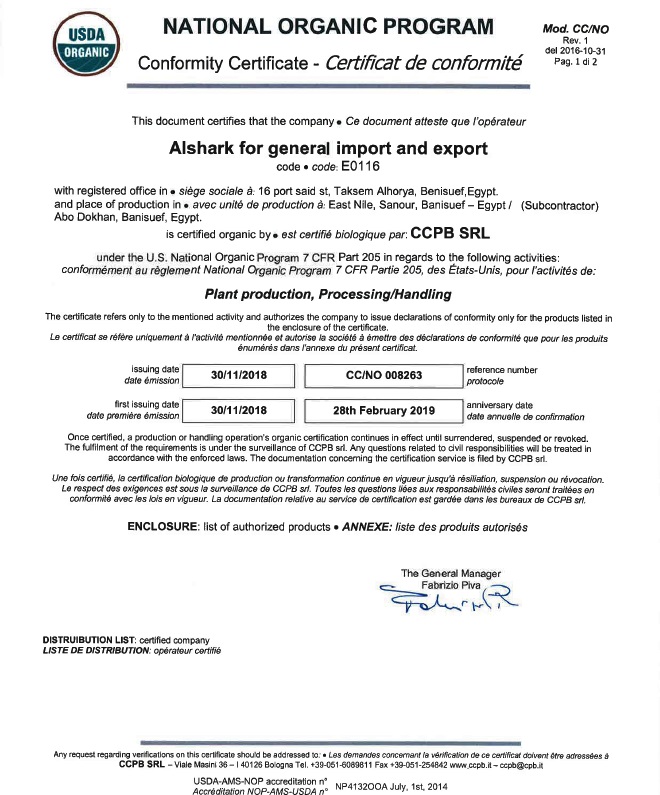 USDA
ORGANIC
NATIONAL ORGANIC PROGRAM
Conformity Certificate - Certificat de conformité
Mod. CC/NO
Rev. 1
del 2016-10-31
Pag. 1 di 2
This document certifies that the company • Ce document atteste que l'opérateur
Alshark for general import and export
code • code: E0116
with registered office in • siège sociale à: 16 port said st, Taksem Alhorya, Benisuef,Egypt.
and place of production in • avec unité de production à: East Nile, Sanour, Banisuef – Egypt / (Subcontractor)
Abo Dokhan, Banisuef, Egypt.
is certified organic by • est certifié biologique par: CCPB SRL
under the U.S. National Organic Program 7 CFR Part 205 in regards to the following activities:
conformément au règlement National Organic Program 7 CFR Partie 205, des États-Unis, pour l'activités de:
Plant production, Processing/Handling
The certificate refers only to the mentioned activity and authorizes the company to issue declarations of conformity only for the products listed in
the enclosure of the certificate.
Le certificat se réfère uniquement à l'activité mentionnée et autorise la société à émettre des déclarations de conformité que pour les produits
énumérés dans l'annexe du présent certificat.
issuing date
date émission
30/11/2018
CC/NO 008263
reference number
protocole
first issuing date
date première émission
30/11/2018
28th February 2019
anniversary date
date annuelle de confirmation
Once certified, a production or handling operation's organic certification continues in effect until surrendered, suspended or revoked.
The fulfilment of the requirements is under the surveillance of CCPB srl. Any questions related to civil responsibilities will be treated in
accordance with the enforced laws. The documentation concerning the certification service is filed by CCPB srl.
Une fois certifié, la certification biologique de production ou transformation continue en vigueur jusqu'à résiliation, suspension ou révocation.
Le respect des exigences est sous la surveillance de CCPB srl. Toutes les questions liées aux responsabilités civiles seront traitées en
conformité avec les lois en vigueur. La documentation relative au service de certification est gardée dans les bureaux de CCPB srl.
ENCLOSURE: list of authorized products • ANNEXE: liste des produits autorisés
The General Manager
Fabrizio Piva
DISTRUIBUTION LIST: certified company
LISTE DE DISTRIBUTION: opérateur certifié
Any request regarding verifications on this certificate should be addressed to: • Les demandes concernant la vérification de ce certificat doivent être adressées à
CCPB SRL – Viale Masini 36 – I 40126 Bologna Tel. +39-051-6089811 Fax +39-051-254842 www.ccpb.it – ccpb@cpb.it
USDA-AMS-NOP accreditation n°
Accréditation NOP-AMS-USDA n°
NP4132OOA July, 1st, 2014